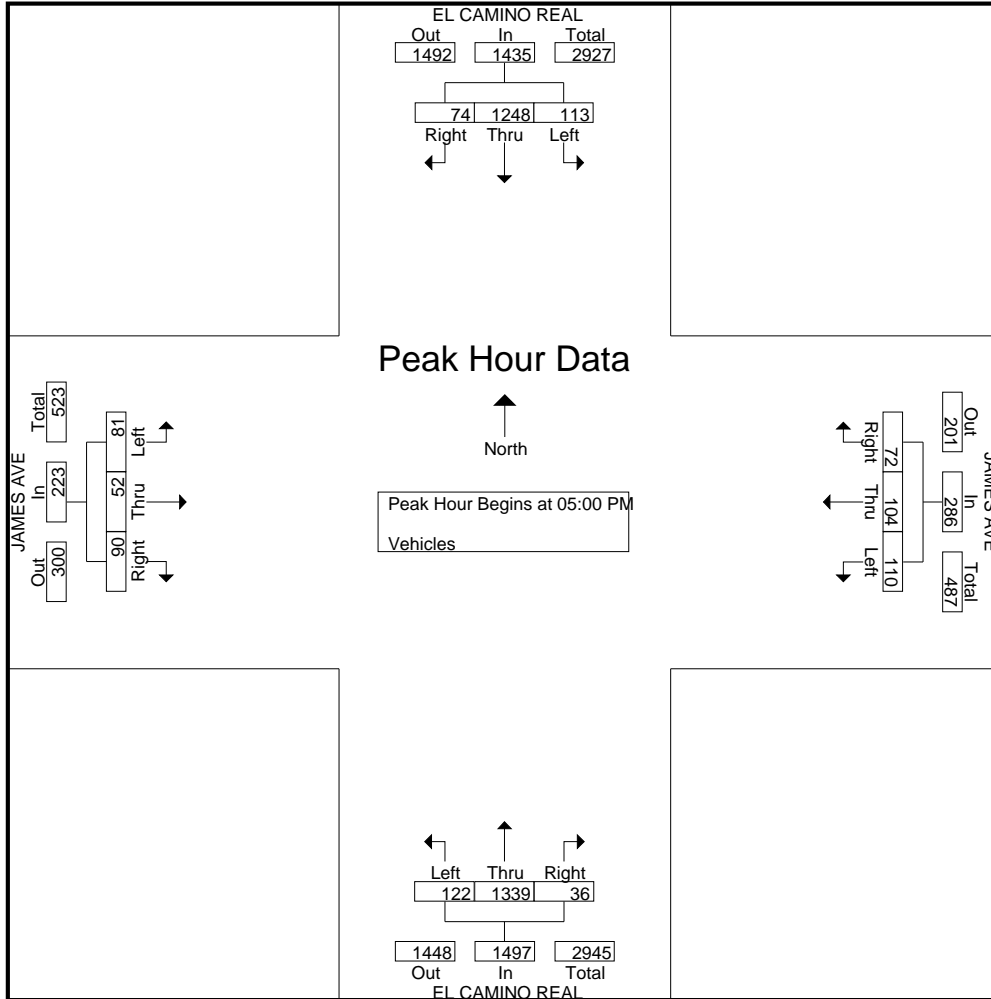 EL CAMINO REAL
Out In Total
1492 1435 2927
74 1248 113
Right Thru Left
Peak Hour Data
North
Peak Hour Begins at 05:00 PM
Vehicles
JAMES AVE
Out In Total
300 223 523
Right Thru Left
90 52 81
JAMES AVE
Out In Total
201 286 487
Right Thru Left
72 104 110
Left Thru Right
122 1339 36
1448 1497 2945
Out In Total
EL CAMINO REAL